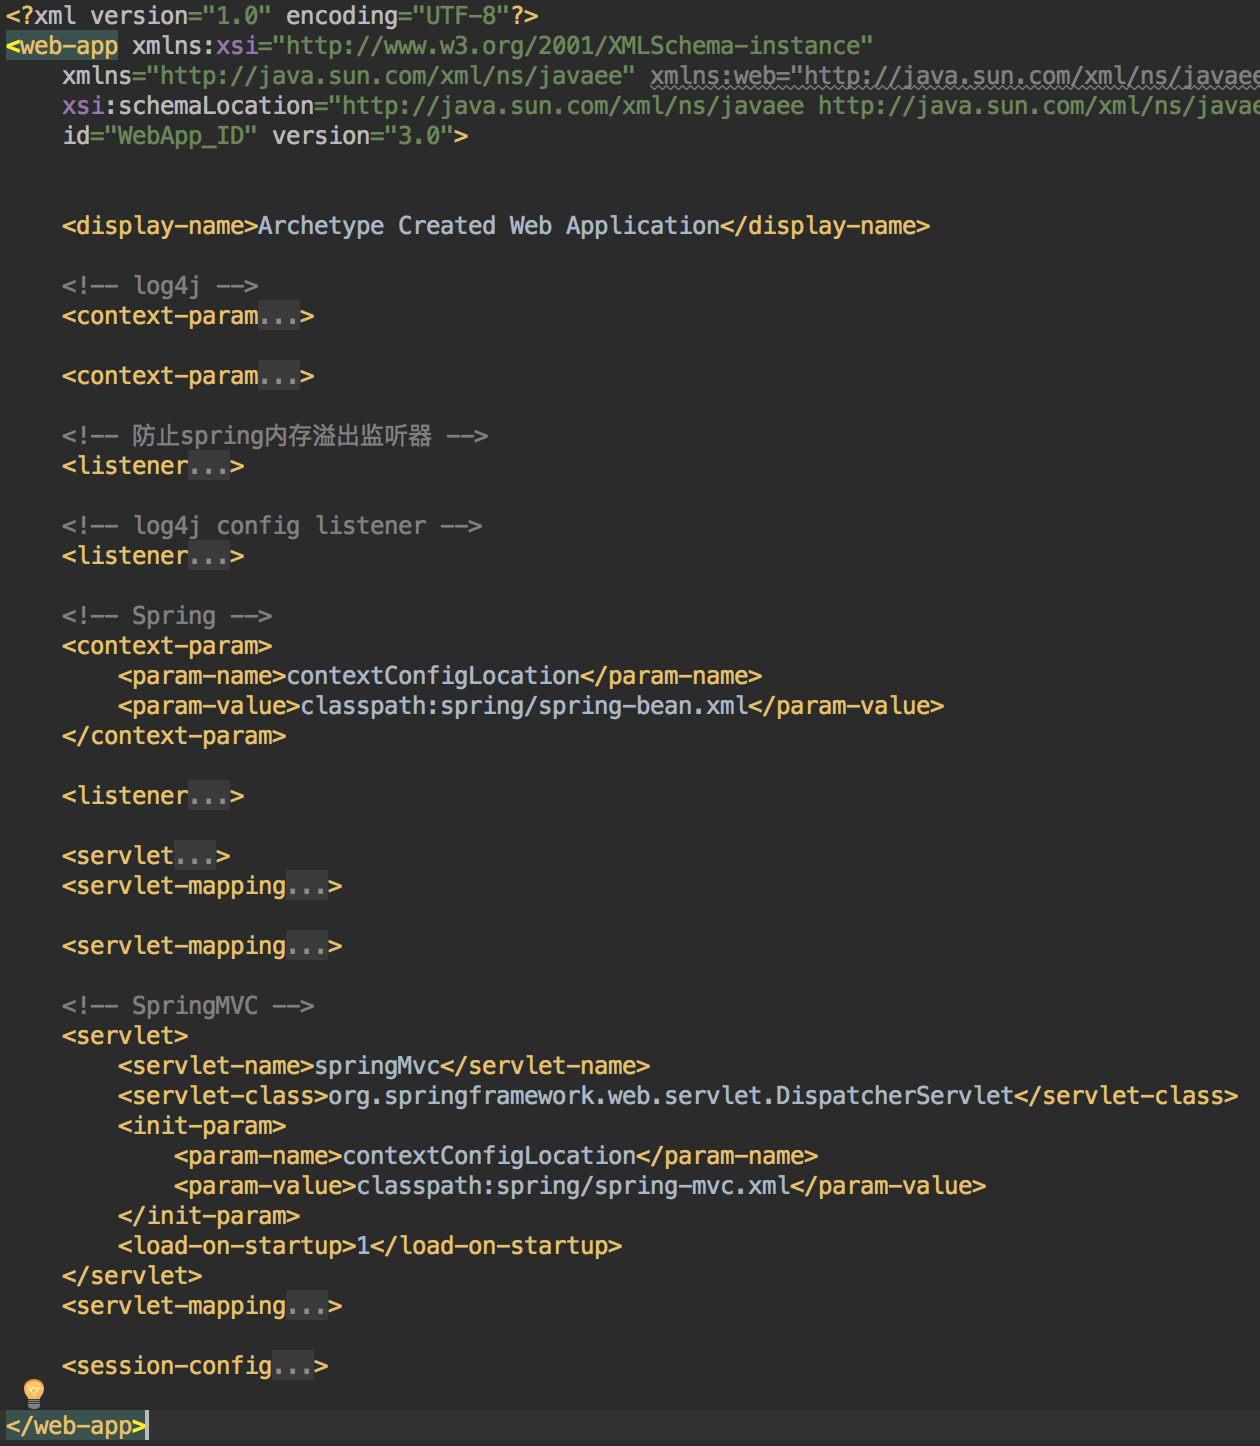 <?xml version="1.0" encoding="UTF-8"?>
<web-app xmlns:xsi="http://www.w3.org/2001/XMLSchema-instance"
xmlns="http://java.sun.com/xml/ns/javaee" xmlns:web="http://java.sun.com/xml/ns/javaee
xsi:schemaLocation="http://java.sun.com/xml/ns/javaee http://java.sun.com/xml/ns/javae
id="WebApp_ID" version="3.0">
<display-name>Archetype Created Web Application</display-name>
<!-- log4j -->
<context-param...>
<context-param...>
<!-- 防止spring内存溢出监听器 -->
<listener...>
<!-- log4j config listener -->
<listener...>
<!-- Spring -->
<context-param>
<param-name>contextConfigLocation</param-name>
<param-value>classpath:spring/spring-bean.xml</param-value>
</context-param>
<listener...>
<servlet...>
<servlet-mapping...>
<servlet-mapping...>
<!-- SpringMVC -->
<servlet>
<servlet-name>springMvc</servlet-name>
<servlet-class>org.springframework.web.servlet.DispatcherServlet</servlet-class>
<init-param>
<param-name>contextConfigLocation</param-name>
<param-value>classpath:spring/spring-mvc.xml</param-value>
</init-param>
<load-on-startup>1</load-on-startup>
</servlet>
<servlet-mapping...>
<session-config...>
</web-app>